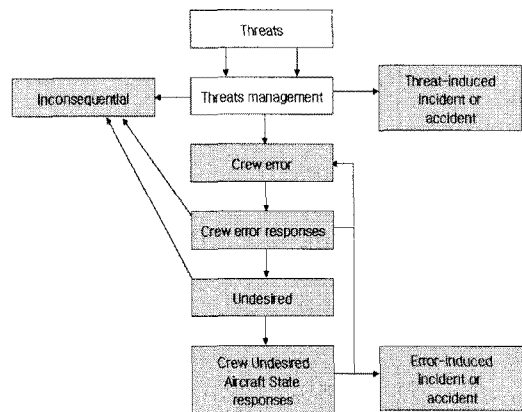 Threats
Inconsequential
Threats management
Threat-induced
incident or
accident
Crew error
Crew error responses
Undesired
Crew Undesired
Aircraft State
responses
Error-induced
incident or
accident